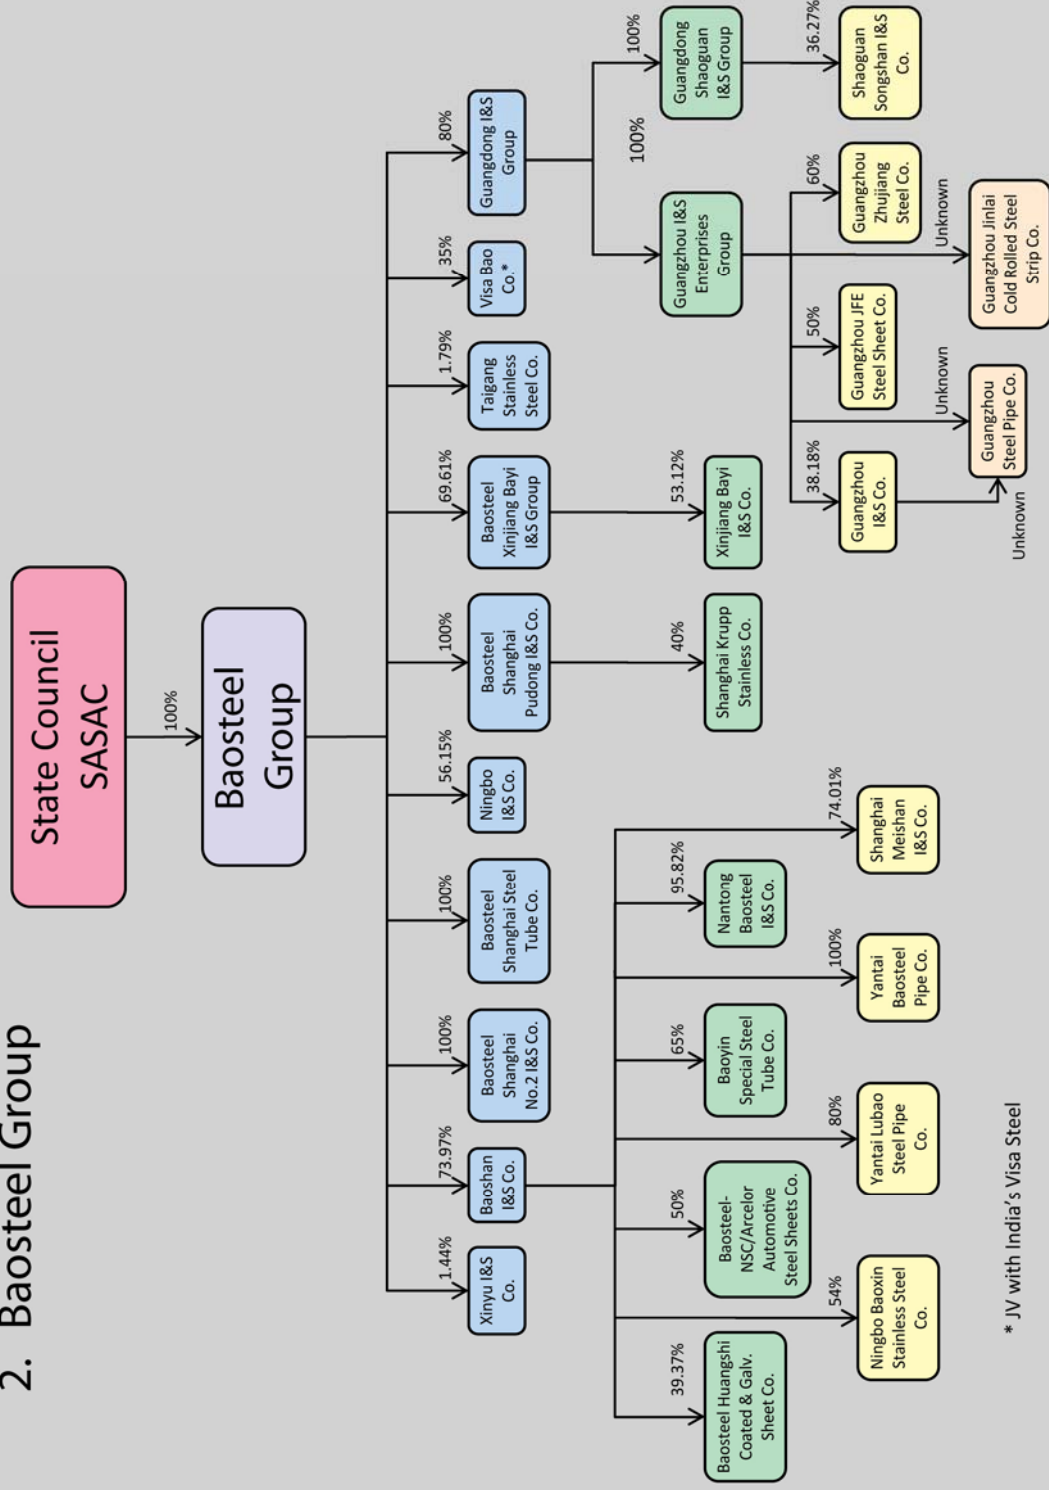 2. Baosteel Group
State Council
SASAC
100%
Baosteel
Group
1.44%
73.97%
100%
100%
56.15%
100%
69.61%
1.79%
35%
80%
Xinyu I&S
Co.
Baoshan
I&S Co.
Baosteel
Shanghai
No.2 I&S Co.
Baosteel
Shanghai Steel
Tube Co.
Ningbo
I&S Co.
Baosteel
Shanghai
Pudong I&S Co.
Baosteel
Xinjiang Bayi
I&S Group
Taigang
Stainless
Steel Co.
Visa Bao
Co.*
Guangdong I&S
Group
39.37%
50%
65%
95.82%
40%
53.12%
100%
100%
Baosteel Huangshi
Coated & Galv.
Sheet Co.
Baosteel-
NSC/Arcelor
Automotive
Steel Sheets Co.
Baoyin
Special Steel
Tube Co.
Nantong
Baosteel
I&S Co.
Shanghai Krupp
Stainless Co.
Xinjiang Bayi
I&S Co.
Guangzhou I&S
Enterprises
Group
Guangdong
Shaoguan
I&S Group
54%
80%
100%
74.01%
38.18%
50%
60%
36.27%
Ningbo Baoxin
Stainless Steel
Co.
Yantai Lubao
Steel Pipe
Co.
Yantai
Baosteel
Pipe Co.
Shanghai
Meishan
I&S Co.
Guangzhou
I&S Co.
Guangzhou JFE
Steel Sheet Co.
Guangzhou
Zhujiang
Steel Co.
Shaoguan
Songshan I&S
Co.
Unknown
Unknown
Unknown
Guangzhou
Steel Pipe Co.
Guangzhou Jinlai
Cold Rolled Steel
Strip Co.
* JV with India's Visa Steel